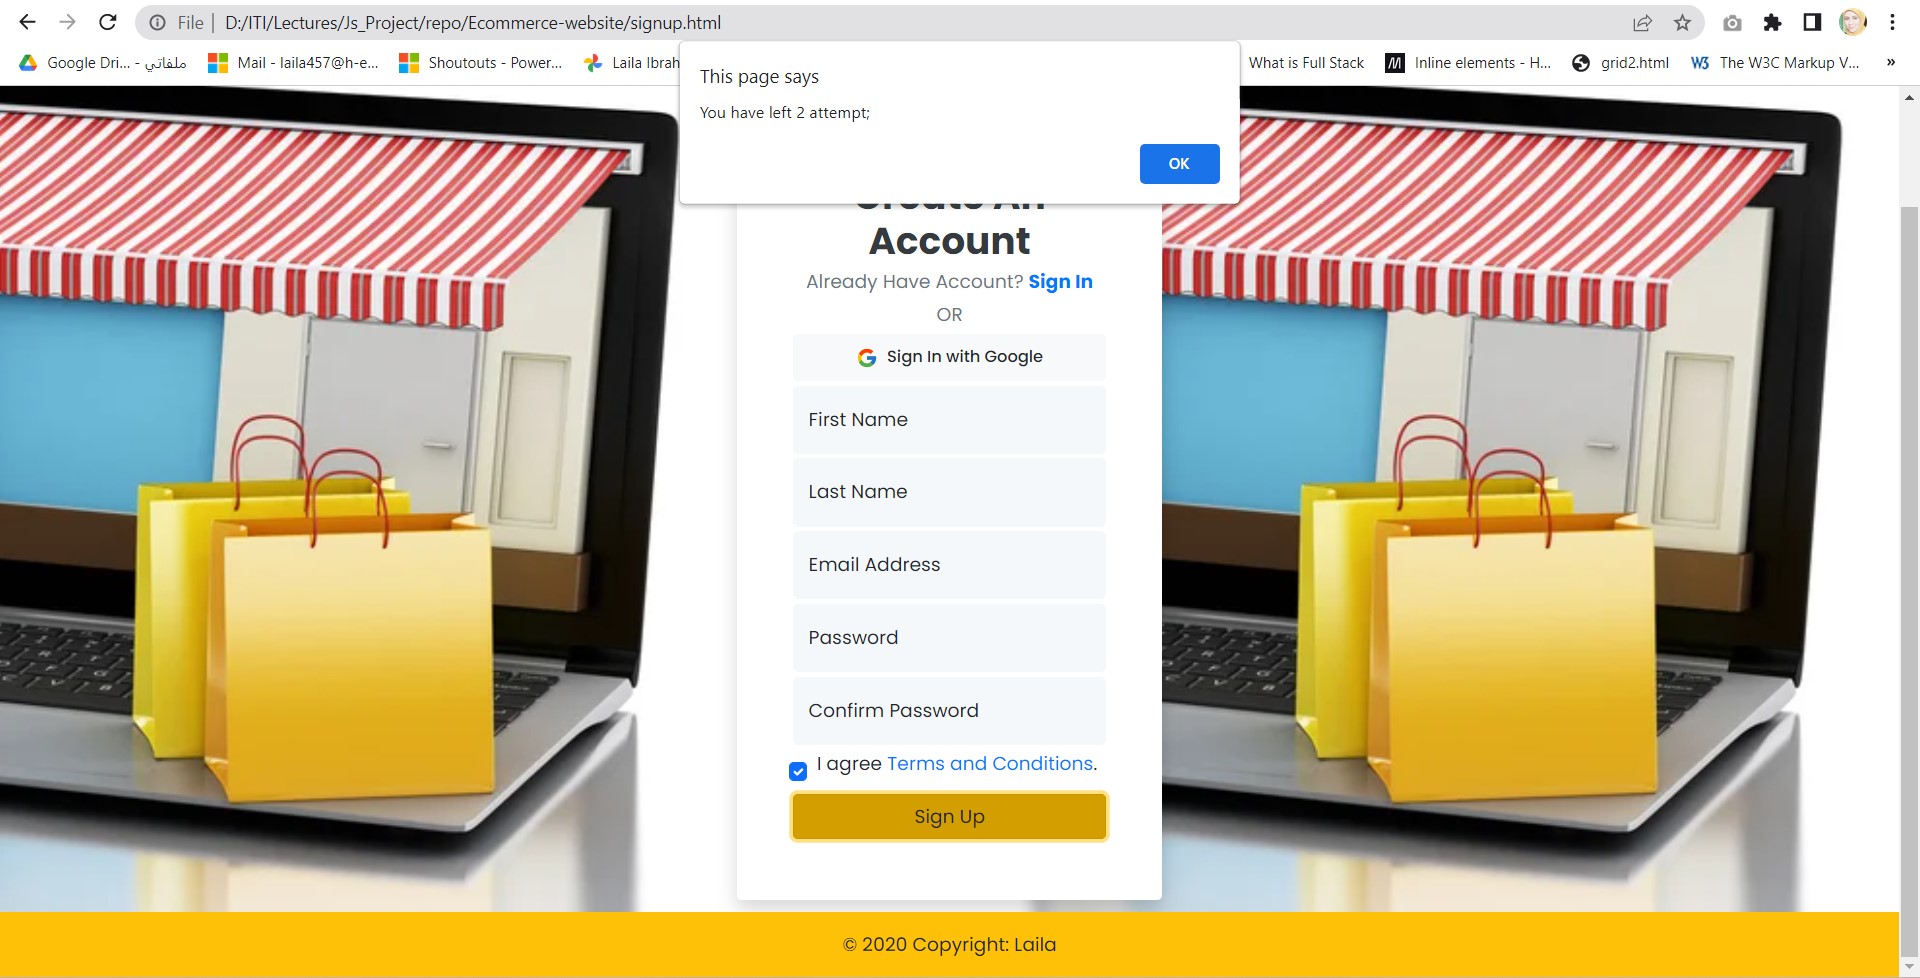 File | D:/ITI/Lectures/Js_Project/repo/Ecommerce-website/signup.html
Google Dri... - ملفاتي
Mail - laila457@h-e...
Shoutouts - Power...
Laila Ibrah
What is Full Stack
Inline elements - H...
grid2.html
The W3C Markup V...
»
This page says
You have left 2 attempt;
OK
Create An
Account
Already Have Account? Sign In
OR
Sign In with Google
First Name
Last Name
Email Address
Password
Confirm Password
I agree Terms and Conditions.
Sign Up
© 2020 Copyright: Laila